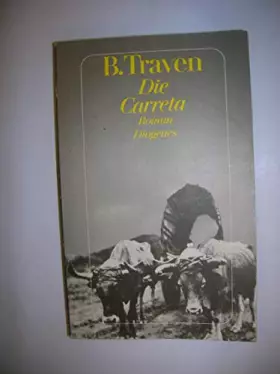 B. Traven
Die
Carreta
Roman
Diogenes